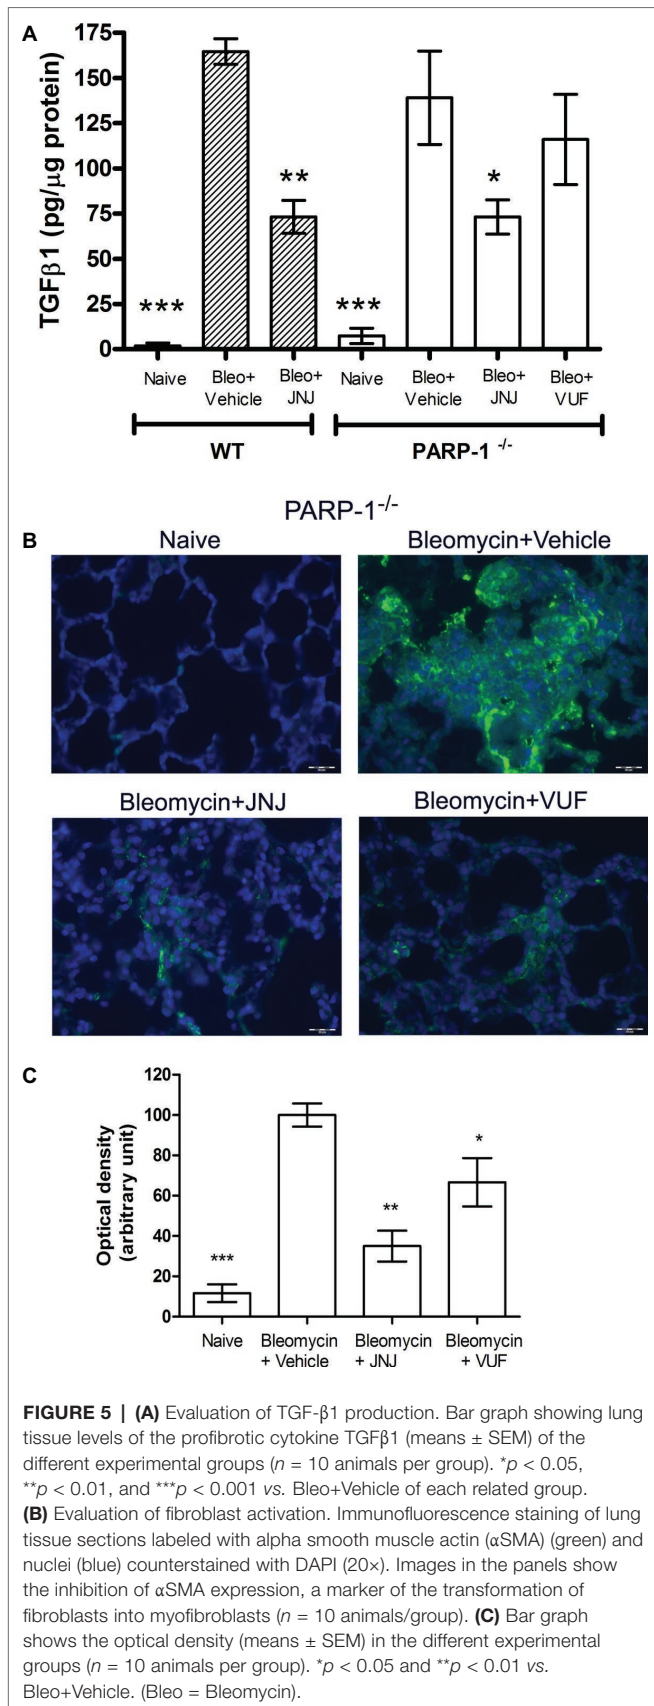 A
175
150
125
100
75
50
25
0
TGFβ1 (pg/μg protein)
***
**
***
*
Naive
Bleo+
Vehicle
Bleo+
JNJ
Naive
Bleo+
Vehicle
Bleo+
JNJ
Bleo+
VUF
WT
PARP-1 -/-
B
PARP-1-/-
Naive
Bleomycin+Vehicle
Bleomycin+JNJ
Bleomycin+VUF
C
120
100
80
60
40
20
0
Optical density
(arbitrary unit)
***
**
*
Naive
Bleomycin
+ Vehicle
Bleomycin
+ JNJ
Bleomycin
+ VUF
FIGURE 5 | (A) Evaluation of TGF-β1 production. Bar graph showing lung
tissue levels of the profibrotic cytokine TGFβ1 (means ± SEM) of the
different experimental groups (n = 10 animals per group). *p < 0.05,
**p < 0.01, and ***p < 0.001 vs. Bleo+Vehicle of each related group.
(B) Evaluation of fibroblast activation. Immunofluorescence staining of lung
tissue sections labeled with alpha smooth muscle actin (αSMA) (green) and
nuclei (blue) counterstained with DAPI (20×). Images in the panels show
the inhibition of αSMA expression, a marker of the transformation of
fibroblasts into myofibroblasts (n = 10 animals/group). (C) Bar graph
shows the optical density (means ± SEM) in the different experimental
groups (n = 10 animals per group). *p < 0.05 and **p < 0.01 vs.
Bleo+Vehicle. (Bleo = Bleomycin).